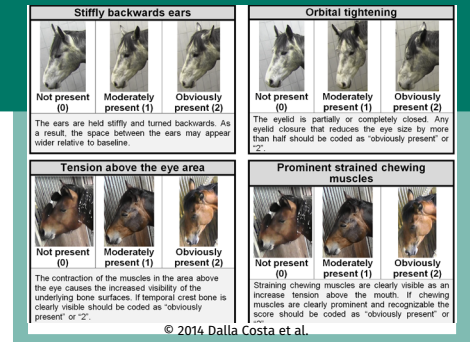 Stiffly backwards ears
Not present
(0)
Moderately
present (1)
Obviously
present (2)
The ears are held stiffly and turned backwards. As
a result, the space between the ears may appear
wider relative to baseline.
Orbital tightening
Not present
(0)
Moderately
present (1)
Obviously
present (2)
The eyelid is partially or completely closed. Any
eyelid closure that reduces the eye size by more
than half should be coded as “obviously present” or
“2”.
Tension above the eye area
Not present
(0)
Moderately
present (1)
Obviously
present (2)
The contraction of the muscles in the area above
the eye causes the increased visibility of the
underlying bone surfaces. If temporal crest bone is
clearly visible should be coded as “obviously
present” or “2”.
Prominent strained chewing
muscles
Not present
(0)
Moderately
present (1)
Obviously
present (2)
Straining chewing muscles are clearly visible as an
increase tension above the mouth. If chewing
muscles are clearly prominent and recognizable the
score should be coded as “obviously present” or
© 2014 Dalla Costa et al.